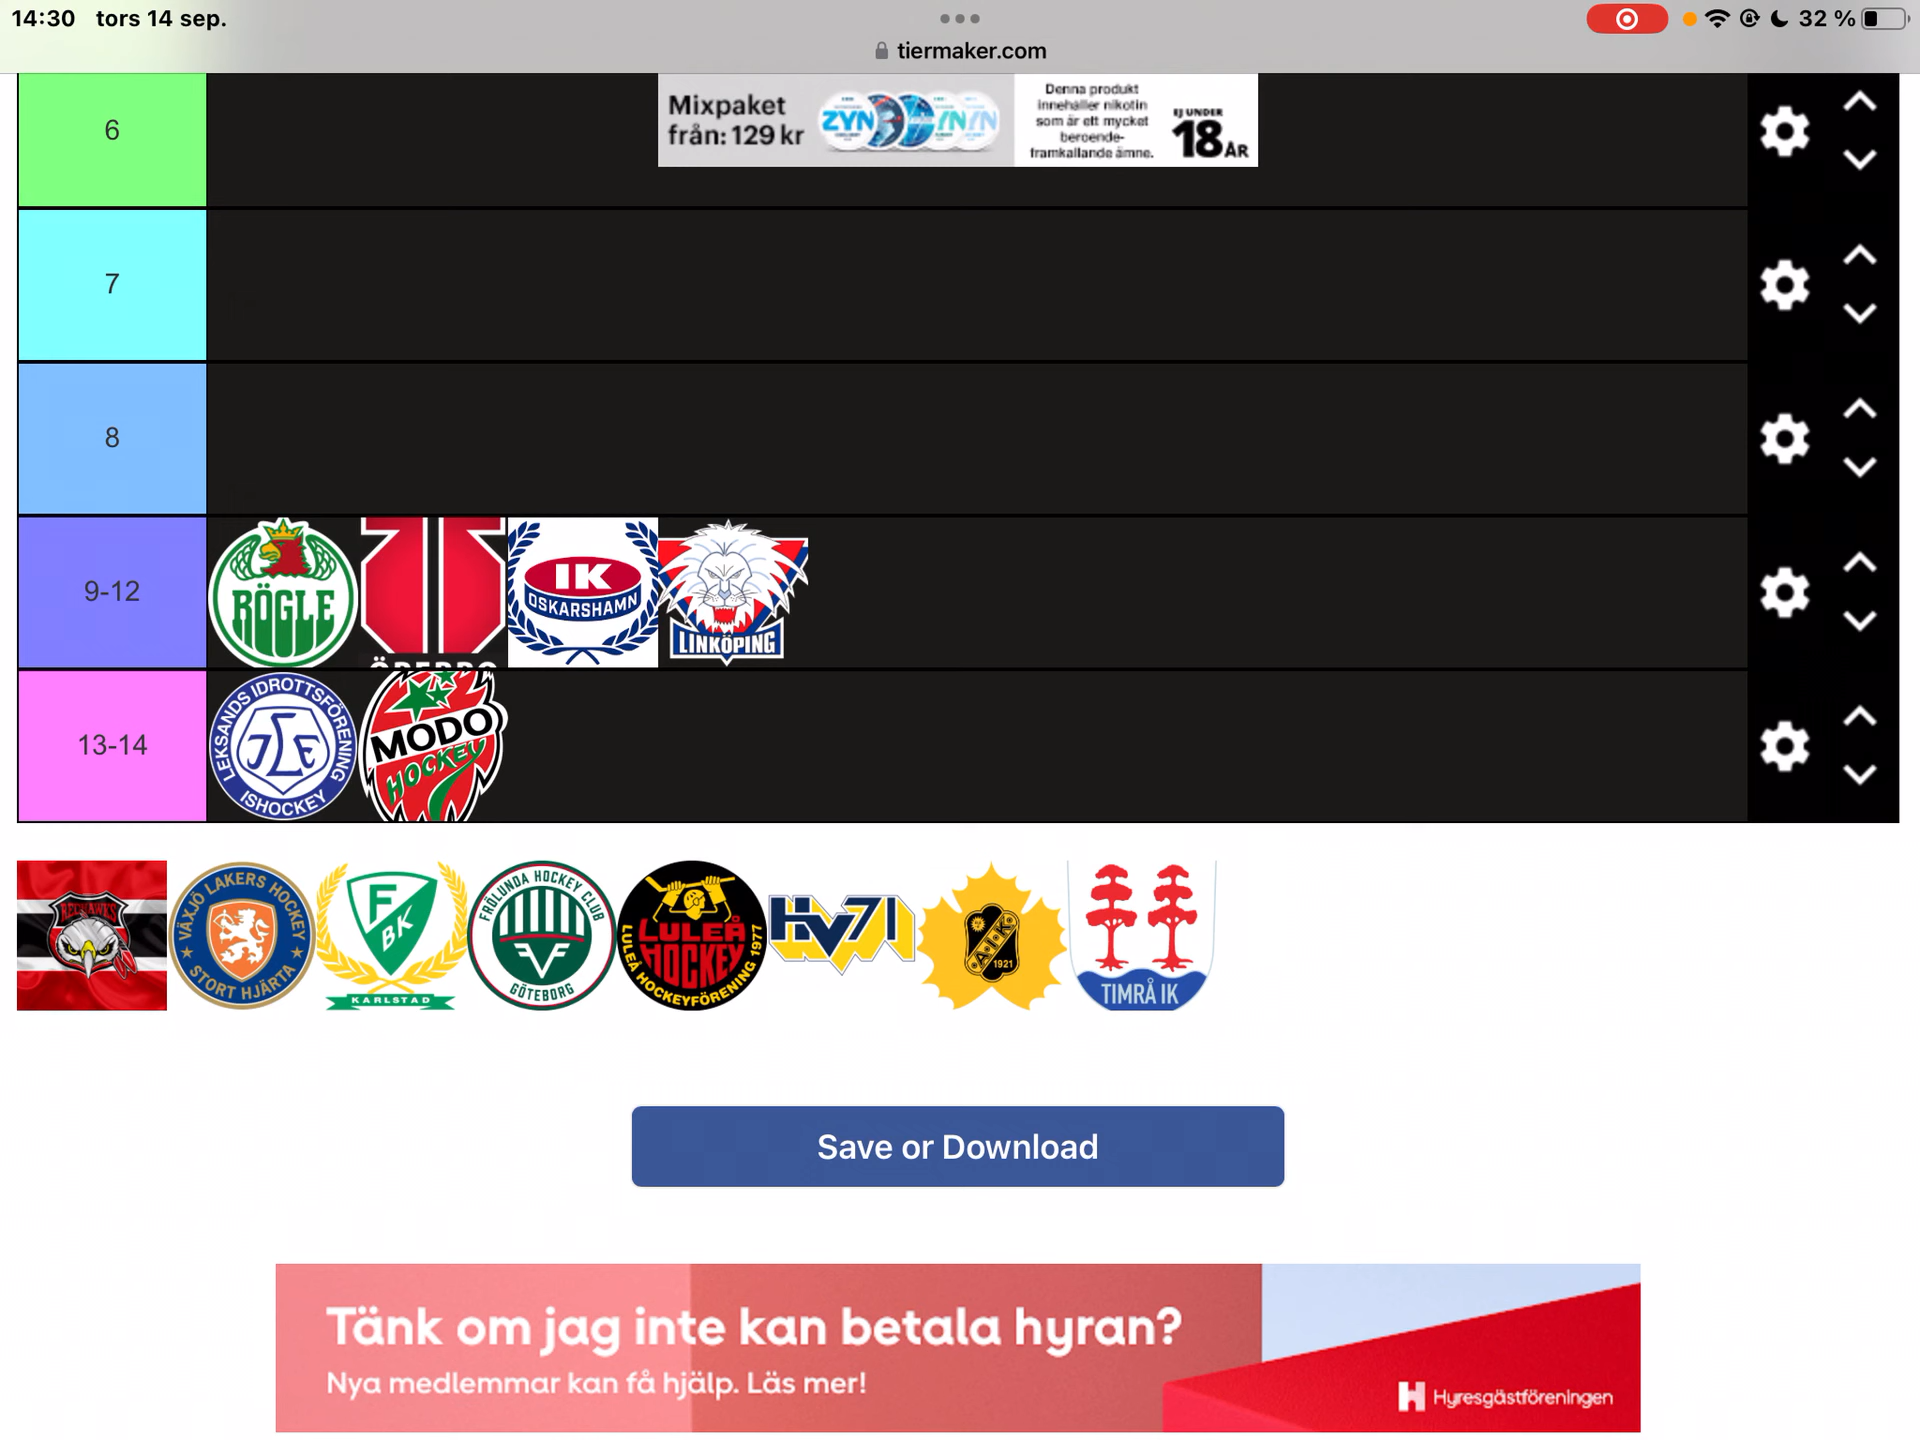 14:30 tors 14 sep.
32 %
tiermaker.com
6
Mixpaket
från: 129 kr
ZYN
Denna produkt
innehåller nikotin
som är ett mycket
beroende-
framkallande ämne.
EJ UNDER
18 ÅR
7
8
9-12
RÖGLE
ÖREBRO
IK
OSKARSHAMN
LINKÖPING
13-14
LEKSANDS IDROTTSFÖRENING
ISHOCKEY
MODO
HOCKEY
REDHAWKS
VÄXJÖ LAKERS HOCKEY
STORT HJÄRTA
F
BK
KARLSTAD
FRÖLUNDA HOCKEY CLUB
GÖTEBORG
LULEÅ
HOCKEY
LULEÅ HOCKEYFÖRENING 1977
HV71
A.I.K.
1921
TIMRÅ IK
Save or Download
Tänk om jag inte kan betala hyran?
Nya medlemmar kan få hjälp. Läs mer!
Hyresgästföreningen